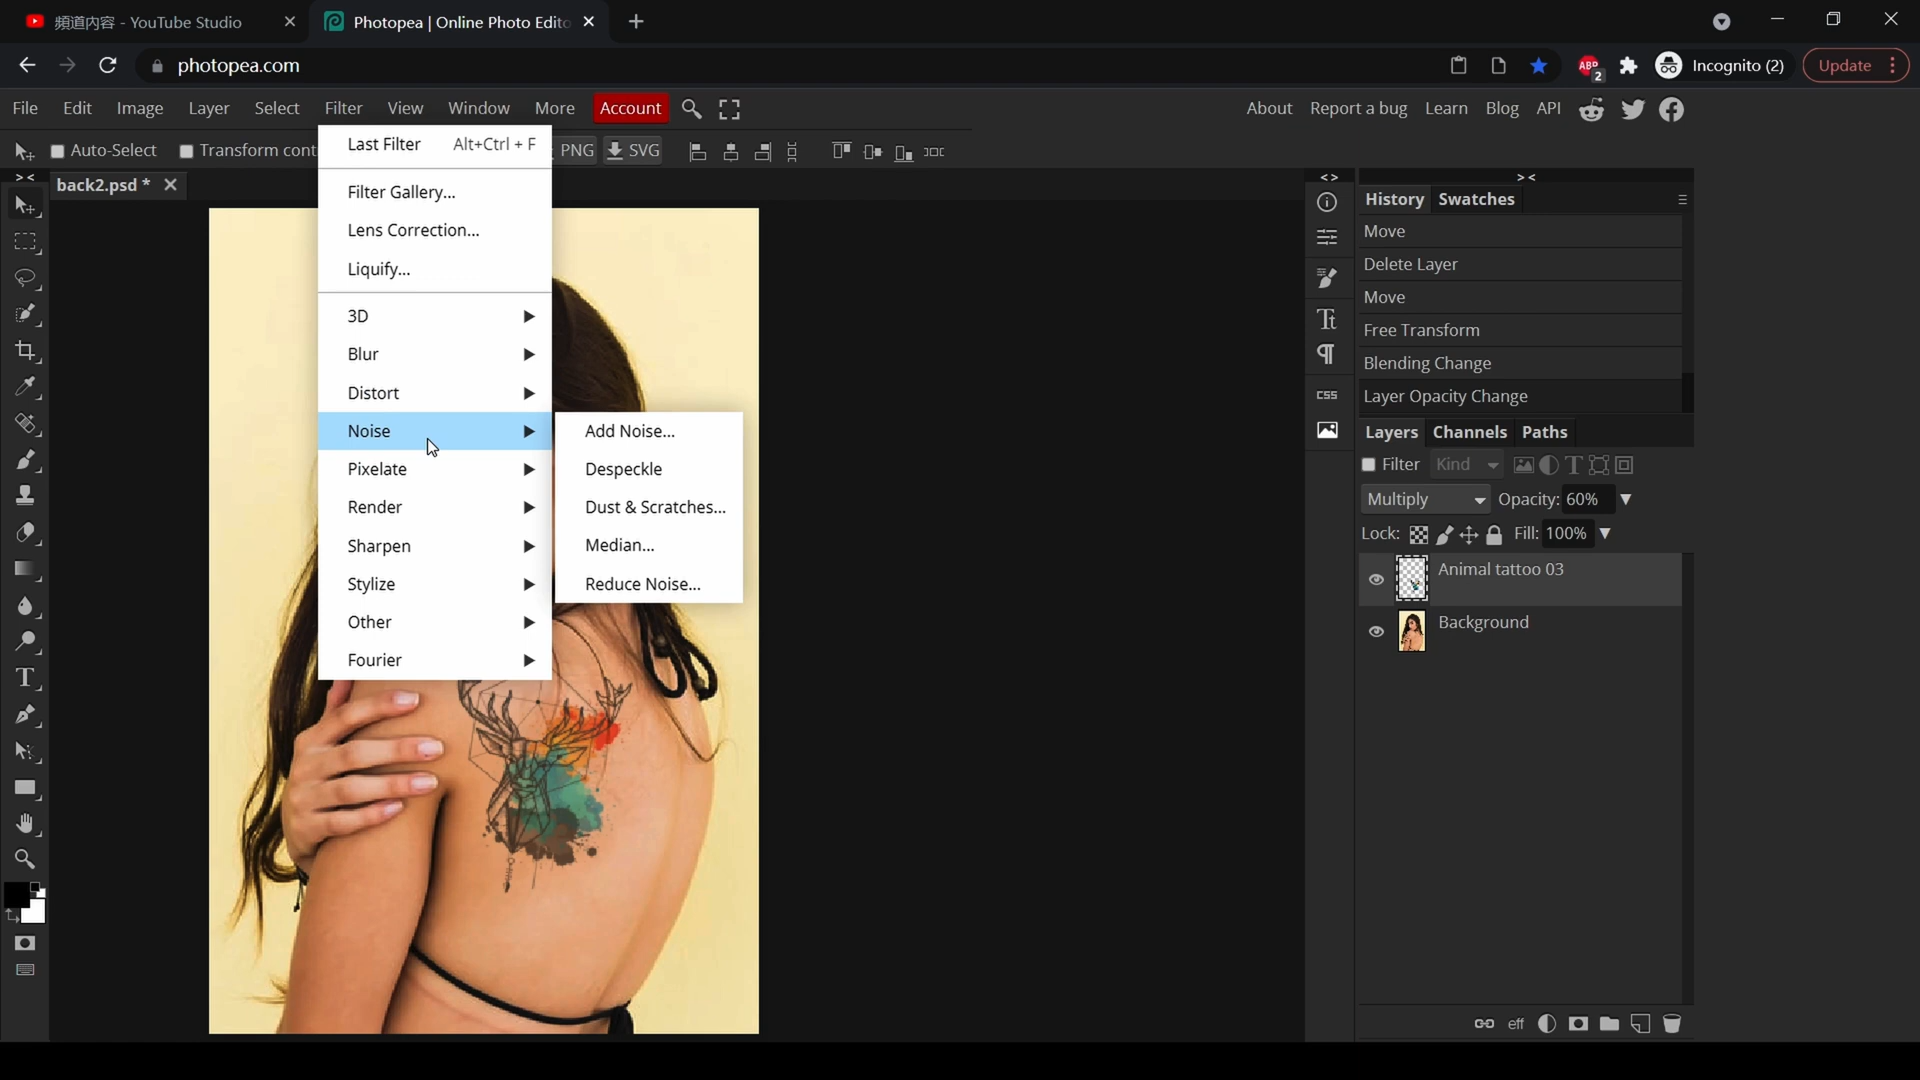 頻道内容 - YouTube Studio
Photopea | Online Photo Edito
photopea.com
ABP
2
Incognito (2)
Update
File Edit Image Layer Select Filter View Window More Account
About Report a bug Learn Blog API
Auto-Select
Transform cont
PNG
SVG
back2.psd *
Last Filter Alt+Ctrl + F
Filter Gallery...
Lens Correction...
Liquify...
3D
Blur
Distort
Noise
Pixelate
Render
Sharpen
Stylize
Other
Fourier
Add Noise...
Despeckle
Dust & Scratches...
Median...
Reduce Noise...
CSS
History Swatches
Move
Delete Layer
Move
Free Transform
Blending Change
Layer Opacity Change
Layers Channels Paths
Filter Kind
Multiply Opacity: 60%
Lock: Fill: 100%
Animal tattoo 03
Background
eff